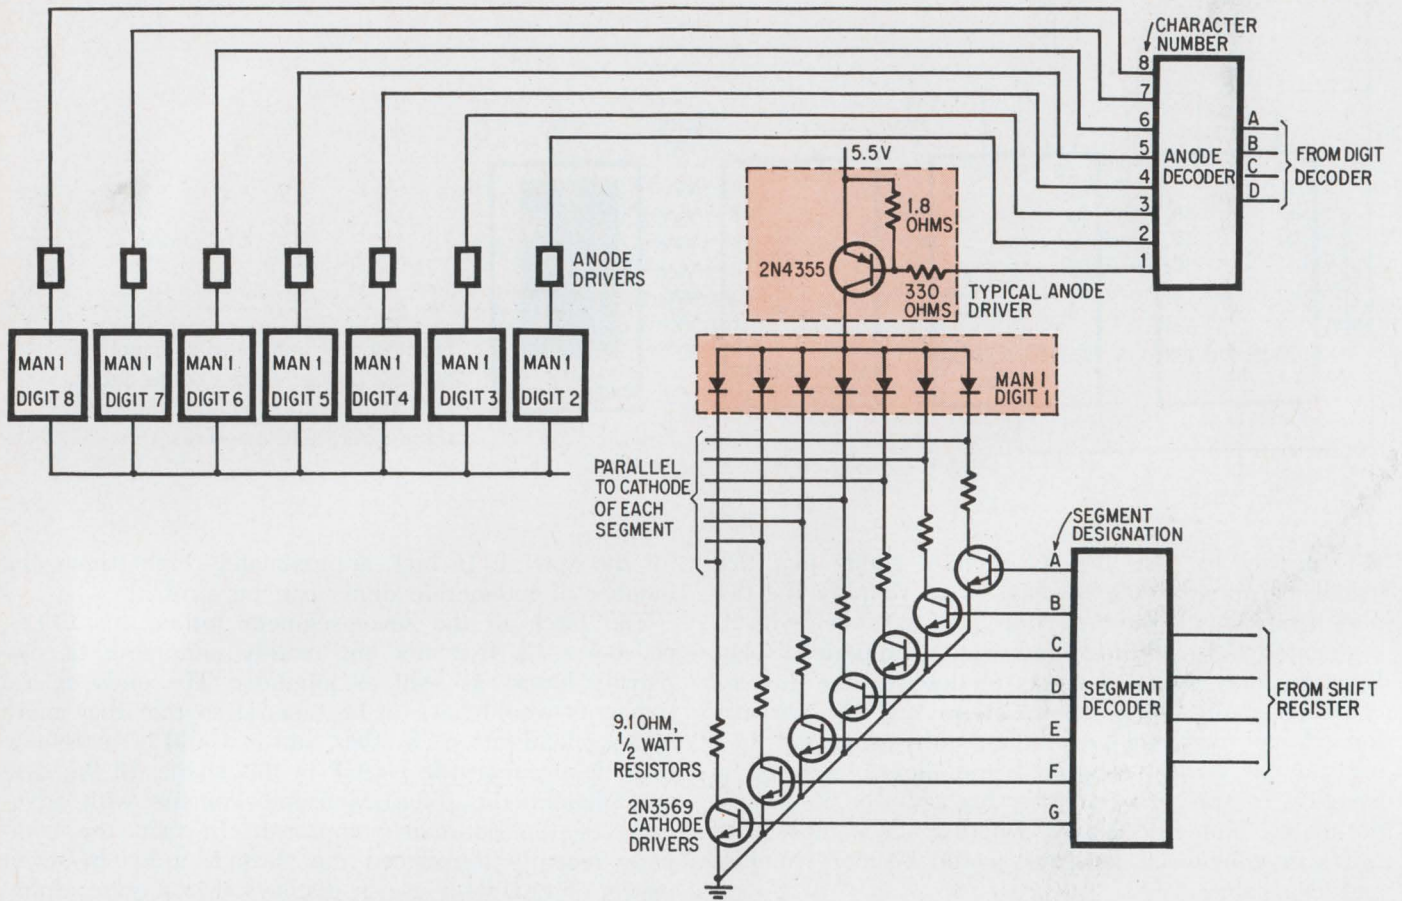 CHARACTER
NUMBER
8
7
6
5
4
3
2
1
ANODE
DECODER
A
B
C
D
FROM DIGIT
DECODER
5.5V
1.8
OHMS
2N4355
330
OHMS
TYPICAL ANODE
DRIVER
ANODE
DRIVERS
MAN 1
DIGIT 8
MAN 1
DIGIT 7
MAN 1
DIGIT 6
MAN 1
DIGIT 5
MAN 1
DIGIT 4
MAN 1
DIGIT 3
MAN 1
DIGIT 2
MAN 1
DIGIT 1
PARALLEL
TO CATHODE
OF EACH
SEGMENT
SEGMENT
DESIGNATION
A
B
C
D
E
F
G
SEGMENT
DECODER
FROM SHIFT
REGISTER
9.1 OHM,
1/2 WATT
RESISTORS
2N3569
CATHODE
DRIVERS